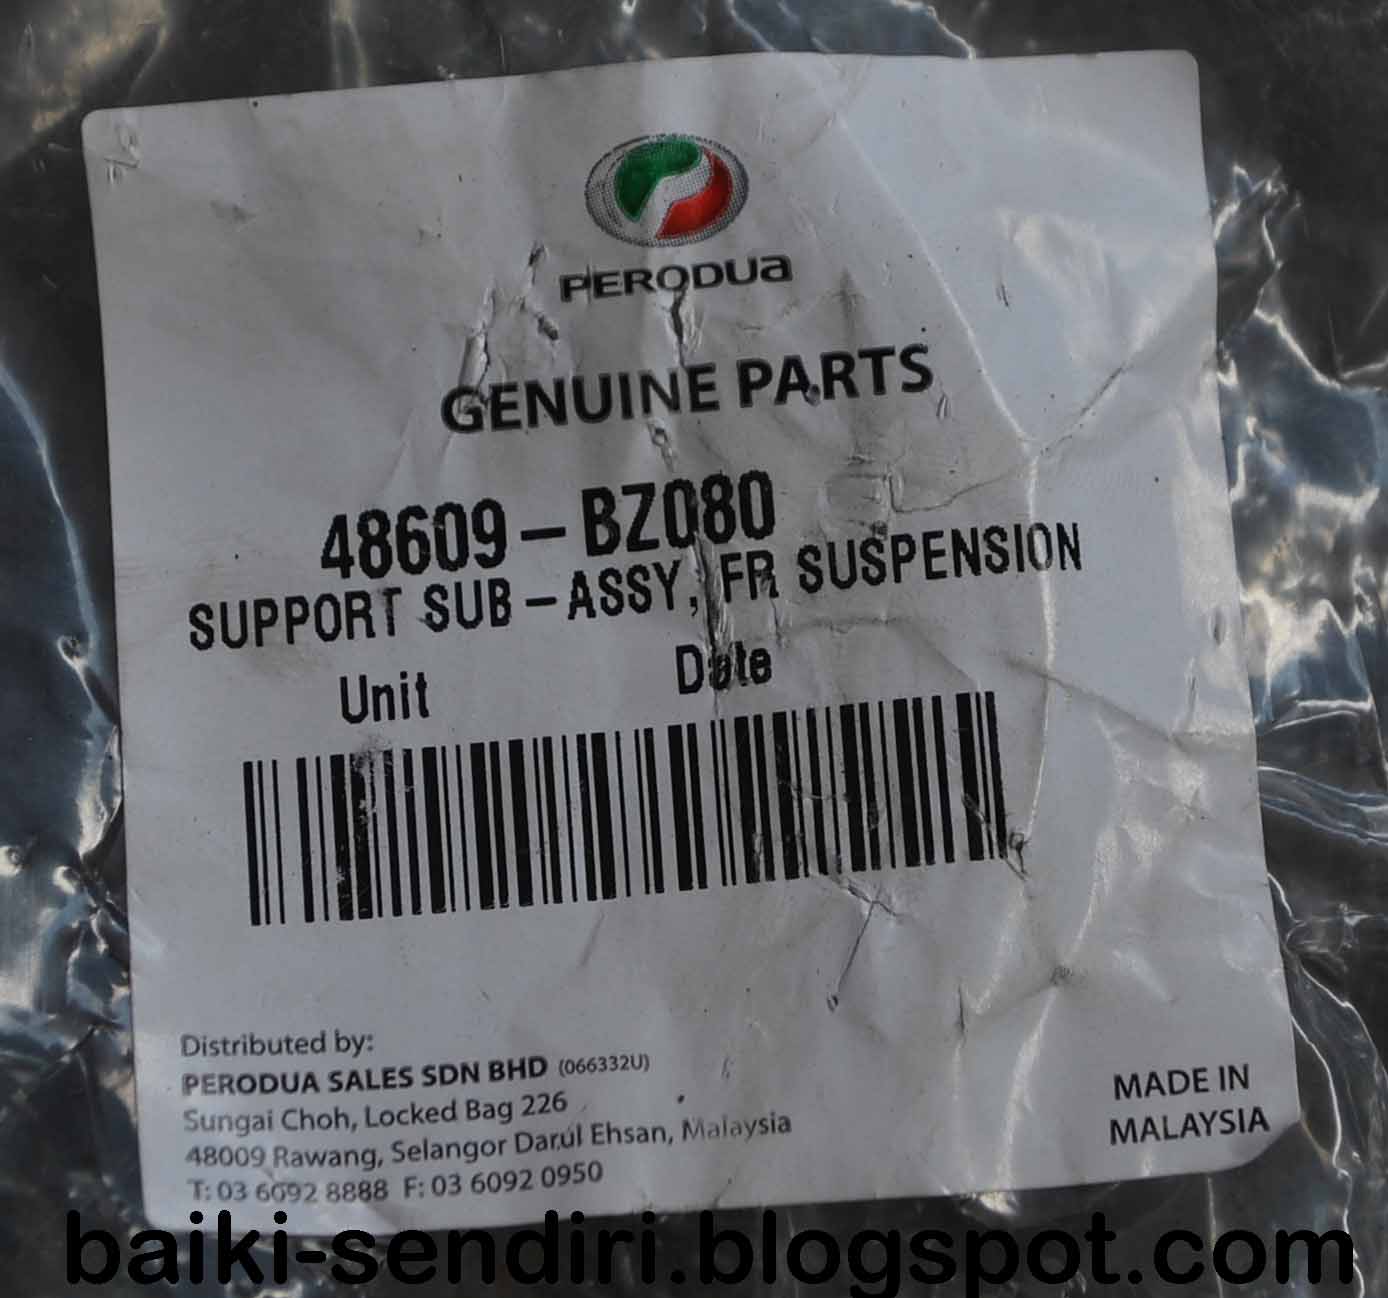 PERODUA
GENUINE PARTS
48609-BZ080
SUPPORT SUB-ASSY, FR SUSPENSION
Unit Date
Distributed by:
PERODUA SALES SDN BHD (066332U)
Sungai Choh, Locked Bag 226
48009 Rawang, Selangor Darul Ehsan, Malaysia
T: 03 6092 8888 F: 03 6092 0950
MADE IN
MALAYSIA
baiki-sendiri.blogspot.com